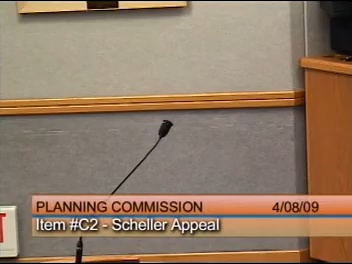 PLANNING COMMISSION 4/08/09
Item #C2 - Scheller Appeal